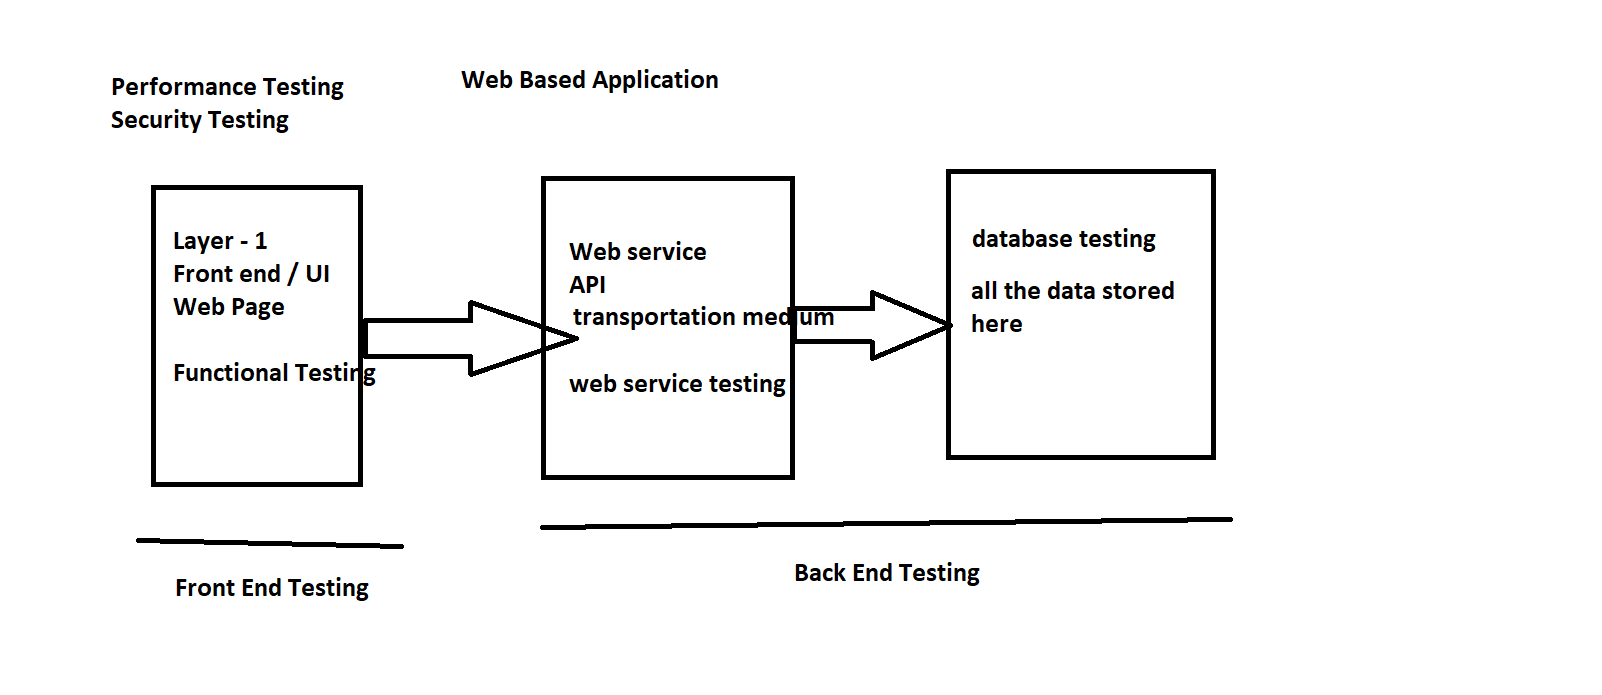 Performance Testing
Security Testing
Web Based Application
Layer - 1
Front end / UI
Web Page
Functional Testing
Web service
API
transportation medium
web service testing
database testing
all the data stored
here
Front End Testing
Back End Testing